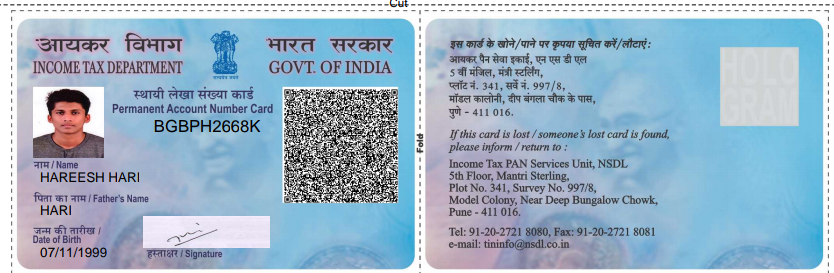 Cut
आयकर विभाग
INCOME TAX DEPARTMENT
भारत सरकार
GOVT. OF INDIA
स्थायी लेखा संख्या कार्ड
Permanent Account Number Card
BGBPH2668K
नाम / Name
HAREESH HARI
पिता का नाम / Father's Name
HARI
जन्म की तारीख /
Date of Birth
07/11/1999
हस्ताक्षर / Signature
Fold
इस कार्ड के खोने/पाने पर कृपया सूचित करें/लौटाएं :
आयकर पैन सेवा इकाई, एन एस डी एल
5 वीं मंजिल, मंत्री स्टर्लिंग,
प्लॉट नं. 341, सर्वे नं. 997/8,
मॉडल कालोनी, दीप बंगला चौक के पास,
पुणे - 411 016.
If this card is lost / someone's lost card is found,
please inform / return to :
Income Tax PAN Services Unit, NSDL
5th Floor, Mantri Sterling,
Plot No. 341, Survey No. 997/8,
Model Colony, Near Deep Bungalow Chowk,
Pune - 411 016.
Tel: 91-20-2721 8080, Fax: 91-20-2721 8081
e-mail: tininfo@nsdl.co.in